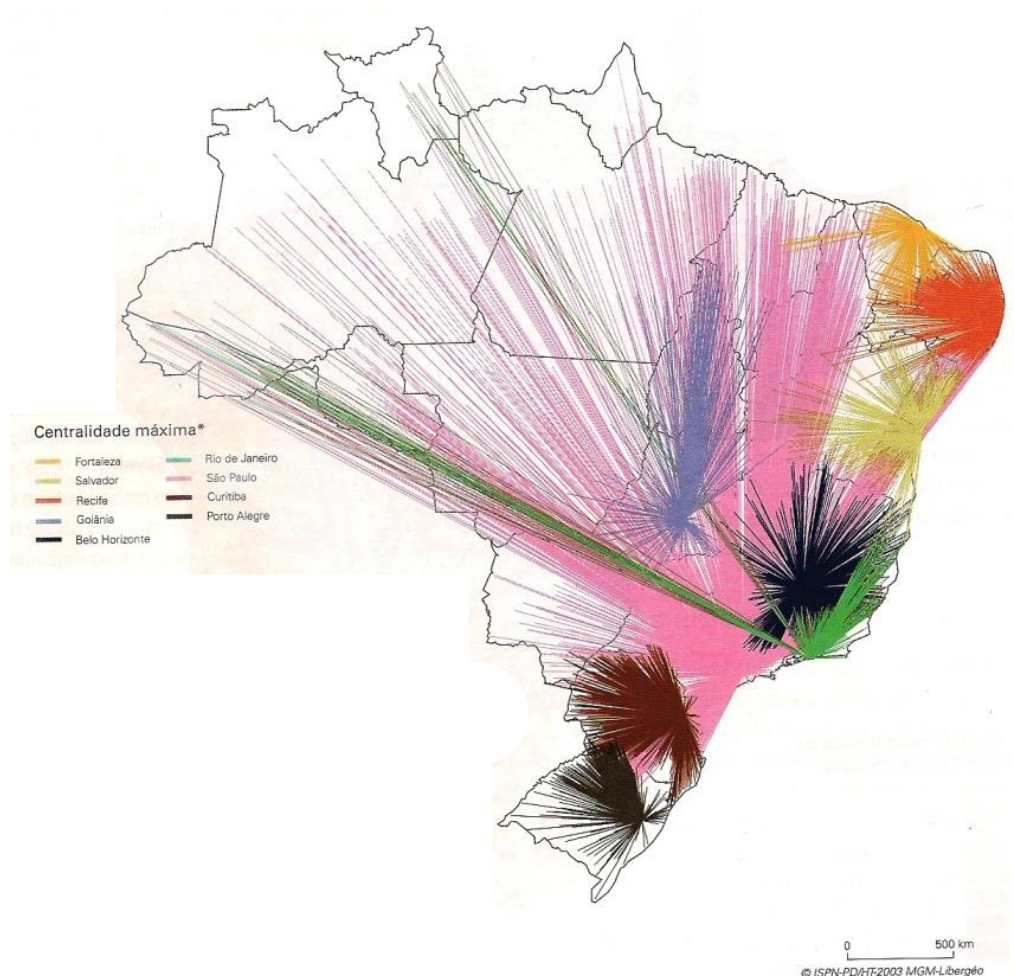 Centralidade máxima*
Fortaleza
Salvador
Recife
Goiânia
Belo Horizonte
Rio de Janeiro
São Paulo
Curitiba
Porto Alegre
0 500 km
© ISPN-PD/HT-2003 MGM-Libergéo